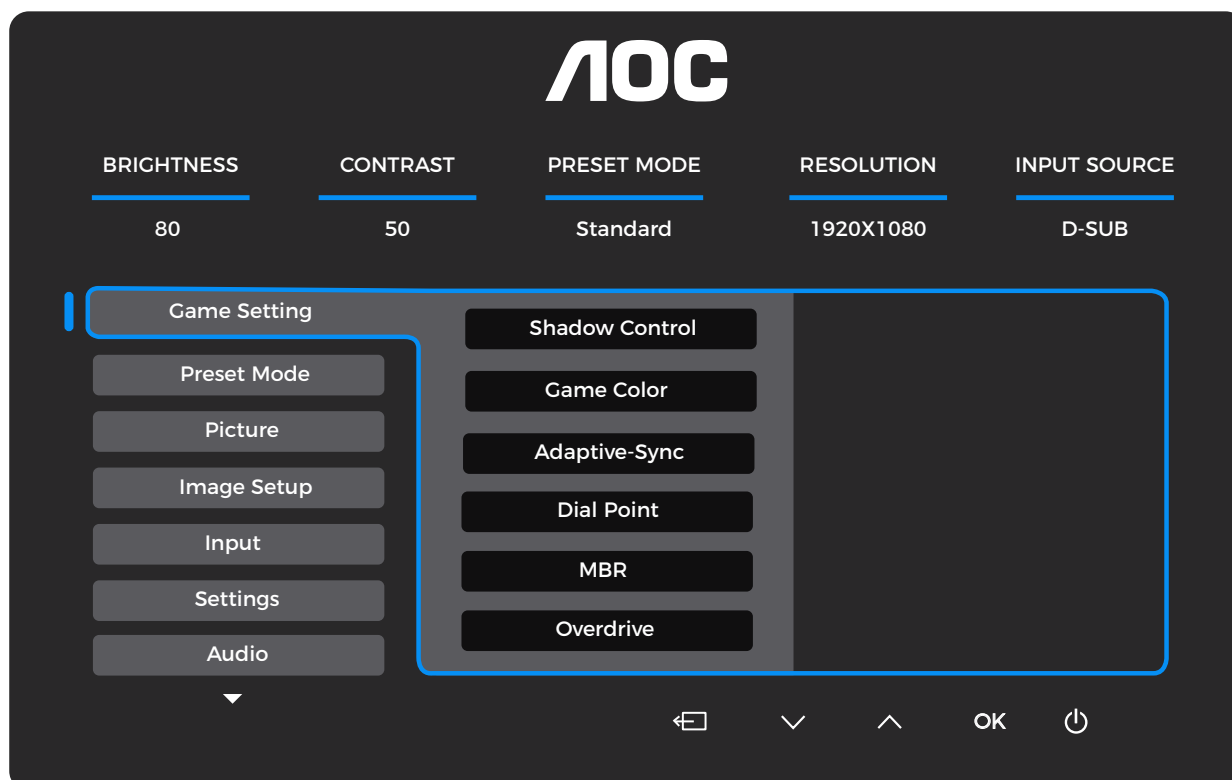 AOC
BRIGHTNESS CONTRAST PRESET MODE RESOLUTION INPUT SOURCE
80 50 Standard 1920X1080 D-SUB
Game Setting
Preset Mode
Picture
Image Setup
Input
Settings
Audio
Shadow Control
Game Color
Adaptive-Sync
Dial Point
MBR
Overdrive
OK